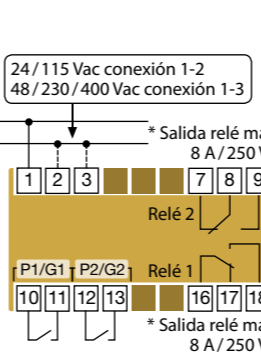 24/115 Vac conexión 1-2
48/230/400 Vac conexión 1-3
* Salida relé
8 A/250
1 2 3 7 8 9
Relé 2
P1/G1 P2/G2 Relé 1
10 11 12 13 16 17 18
* Salida relé
8 A/250